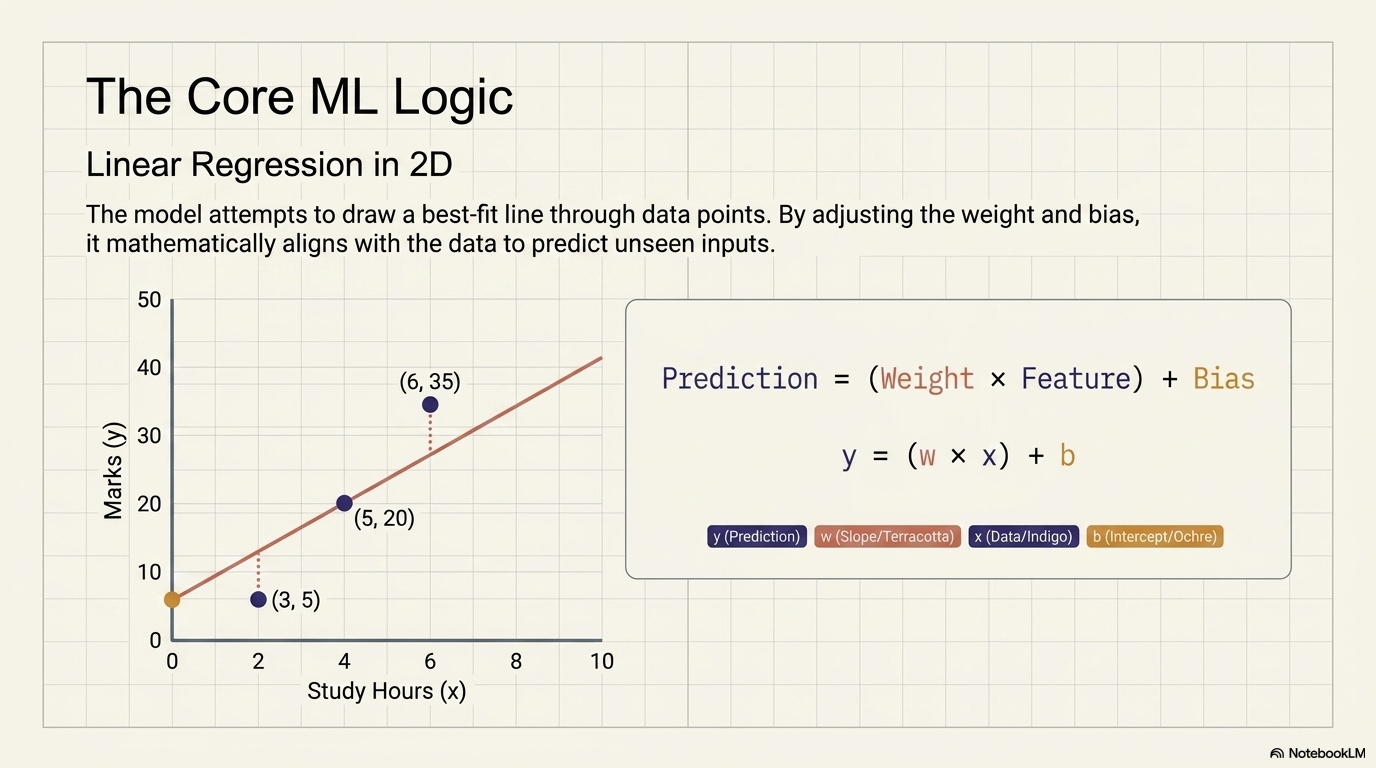 The Core ML Logic
Linear Regression in 2D
The model attempts to draw a best-fit line through data points. By adjusting the weight and bias,
it mathematically aligns with the data to predict unseen inputs.
50
40
30
20
10
0
Marks (y)
(6, 35)
(5, 20)
(3, 5)
0 2 4 6 8 10
Study Hours (x)
Prediction = (Weight × Feature) + Bias
y = (w × x) + b
y (Prediction) w (Slope/Terracotta) x (Data/Indigo) b (Intercept/Ochre)
NotebookLM